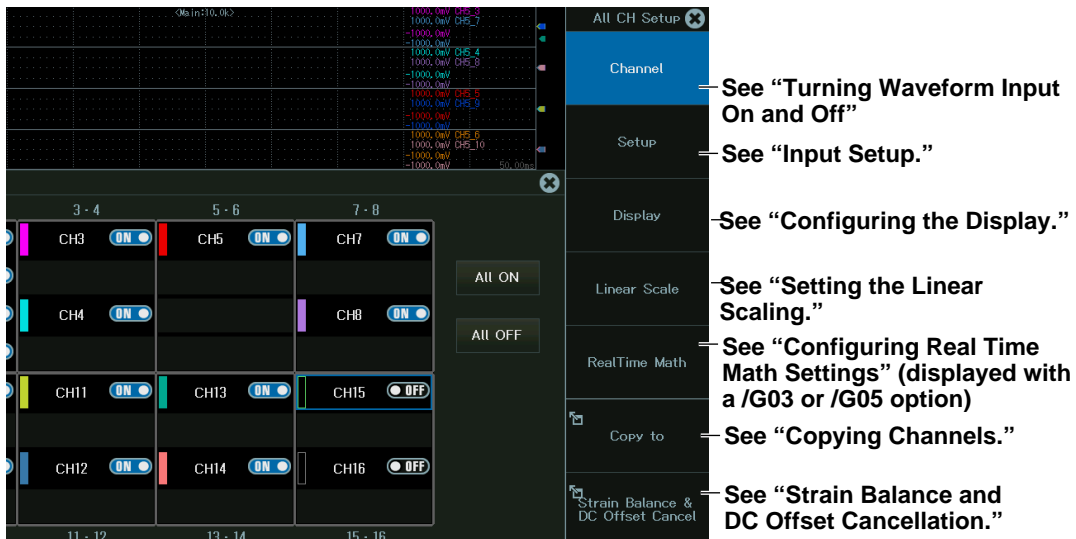 <Main:10.0k>
1000.0mV CH5_3
1000.0mV CH5_7
-1000.0mV
-1000.0mV
1000.0mV CH5_4
1000.0mV CH5_8
-1000.0mV
-1000.0mV
1000.0mV CH5_5
1000.0mV CH5_9
-1000.0mV
-1000.0mV
1000.0mV CH5_6
1000.0mV CH5_10
-1000.0mV
-1000.0mV
50.00ms
All CH Setup
Channel
Setup
Display
Linear Scale
RealTime Math
Copy to
Strain Balance &
DC Offset Cancel
3 - 4
5 - 6
7 - 8
CH3 ON
CH5 ON
CH7 ON
CH4 ON
CH8 ON
All ON
All OFF
CH11 ON
CH13 ON
CH15 OFF
CH12 ON
CH14 ON
CH16 OFF
11 - 12
13 - 14
15 - 16
See “Turning Waveform Input
On and Off”
See “Input Setup.”
See “Configuring the Display.”
See “Setting the Linear
Scaling.”
See “Configuring Real Time
Math Settings” (displayed with
a /G03 or /G05 option)
See “Copying Channels.”
See “Strain Balance and
DC Offset Cancellation.”